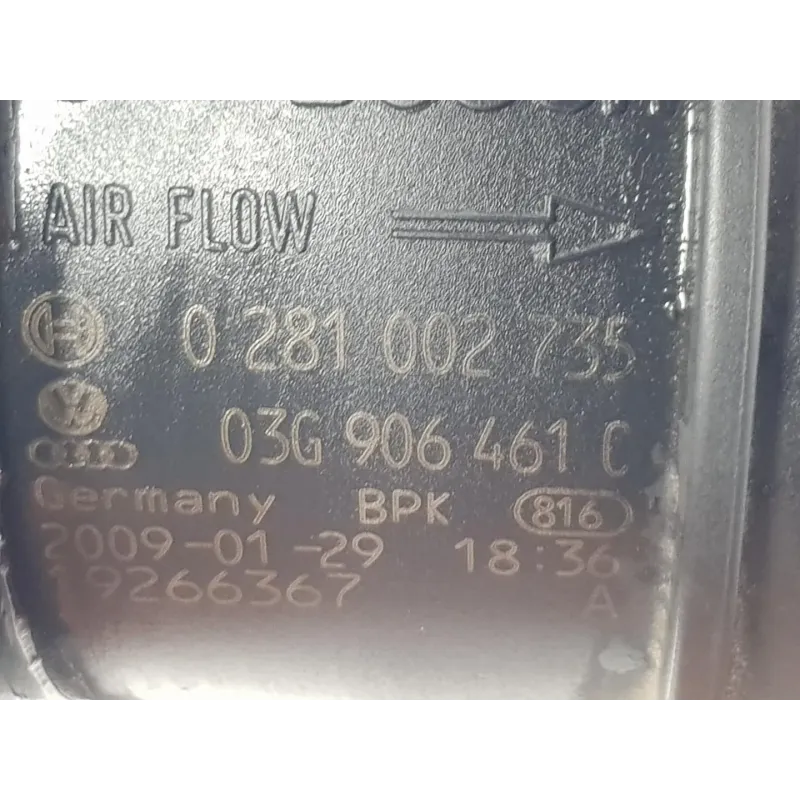 AIR FLOW
0 281 002 735
03G 906 461 C
Germany BPK 816
2009-01-29 18:36
19266367 A